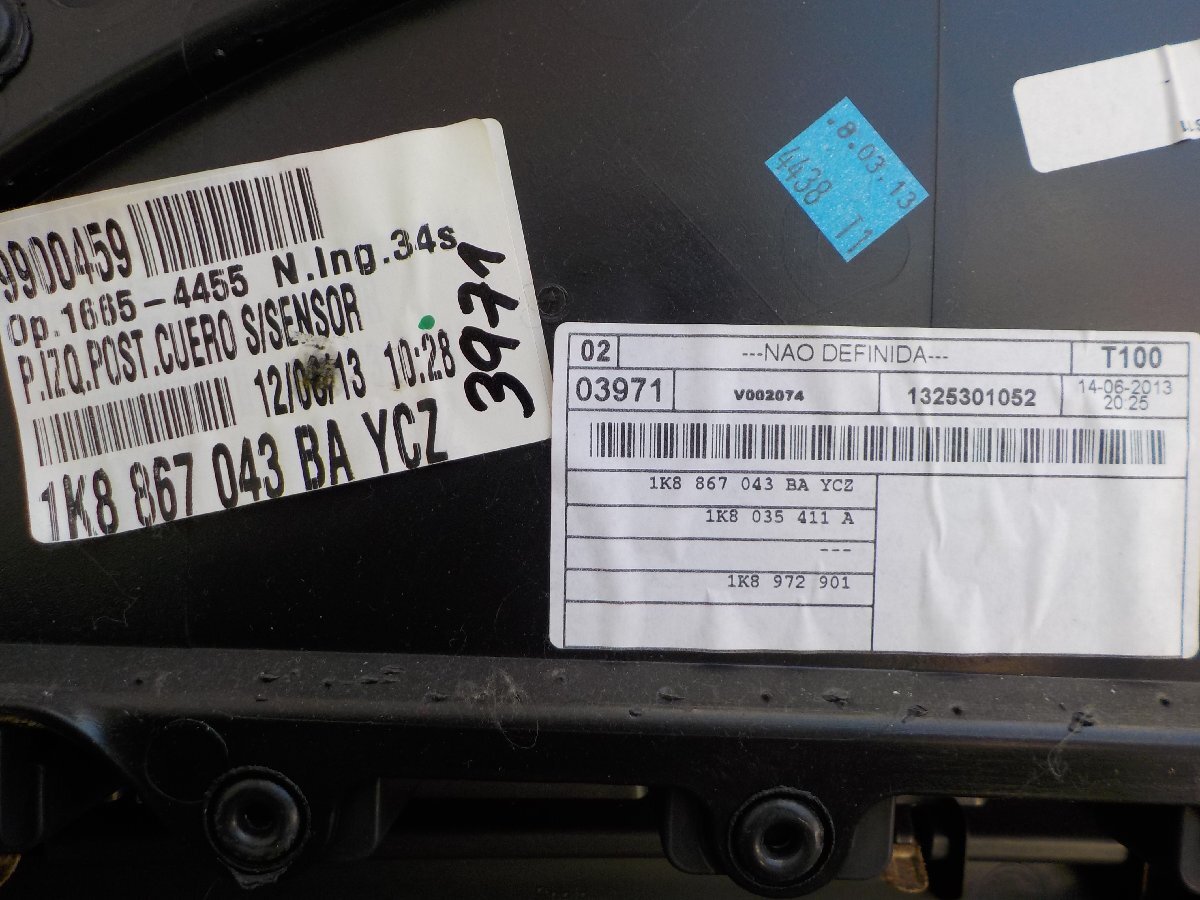 9900459
Op.1665-4455 N.Ing.34s
P.IZQ.POST.CUERO S/SENSOR
12/06/13 10:28
1K8 867 043 BA YCZ
3971
8.03.13
4438 T1
02 ---NAO DEFINIDA--- T100
03971 V002074 1325301052 14-06-2013 20:25
1K8 867 043 BA YCZ
1K8 035 411 A
---
1K8 972 901